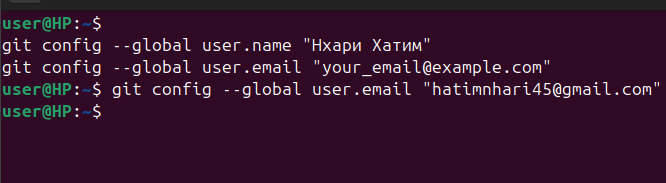 user@HP:~$
git config --global user.name "Нхари Хатим"
git config --global user.email "your_email@example.com"
user@HP:~$ git config --global user.email "hatimnhari45@gmail.com"
user@HP:~$